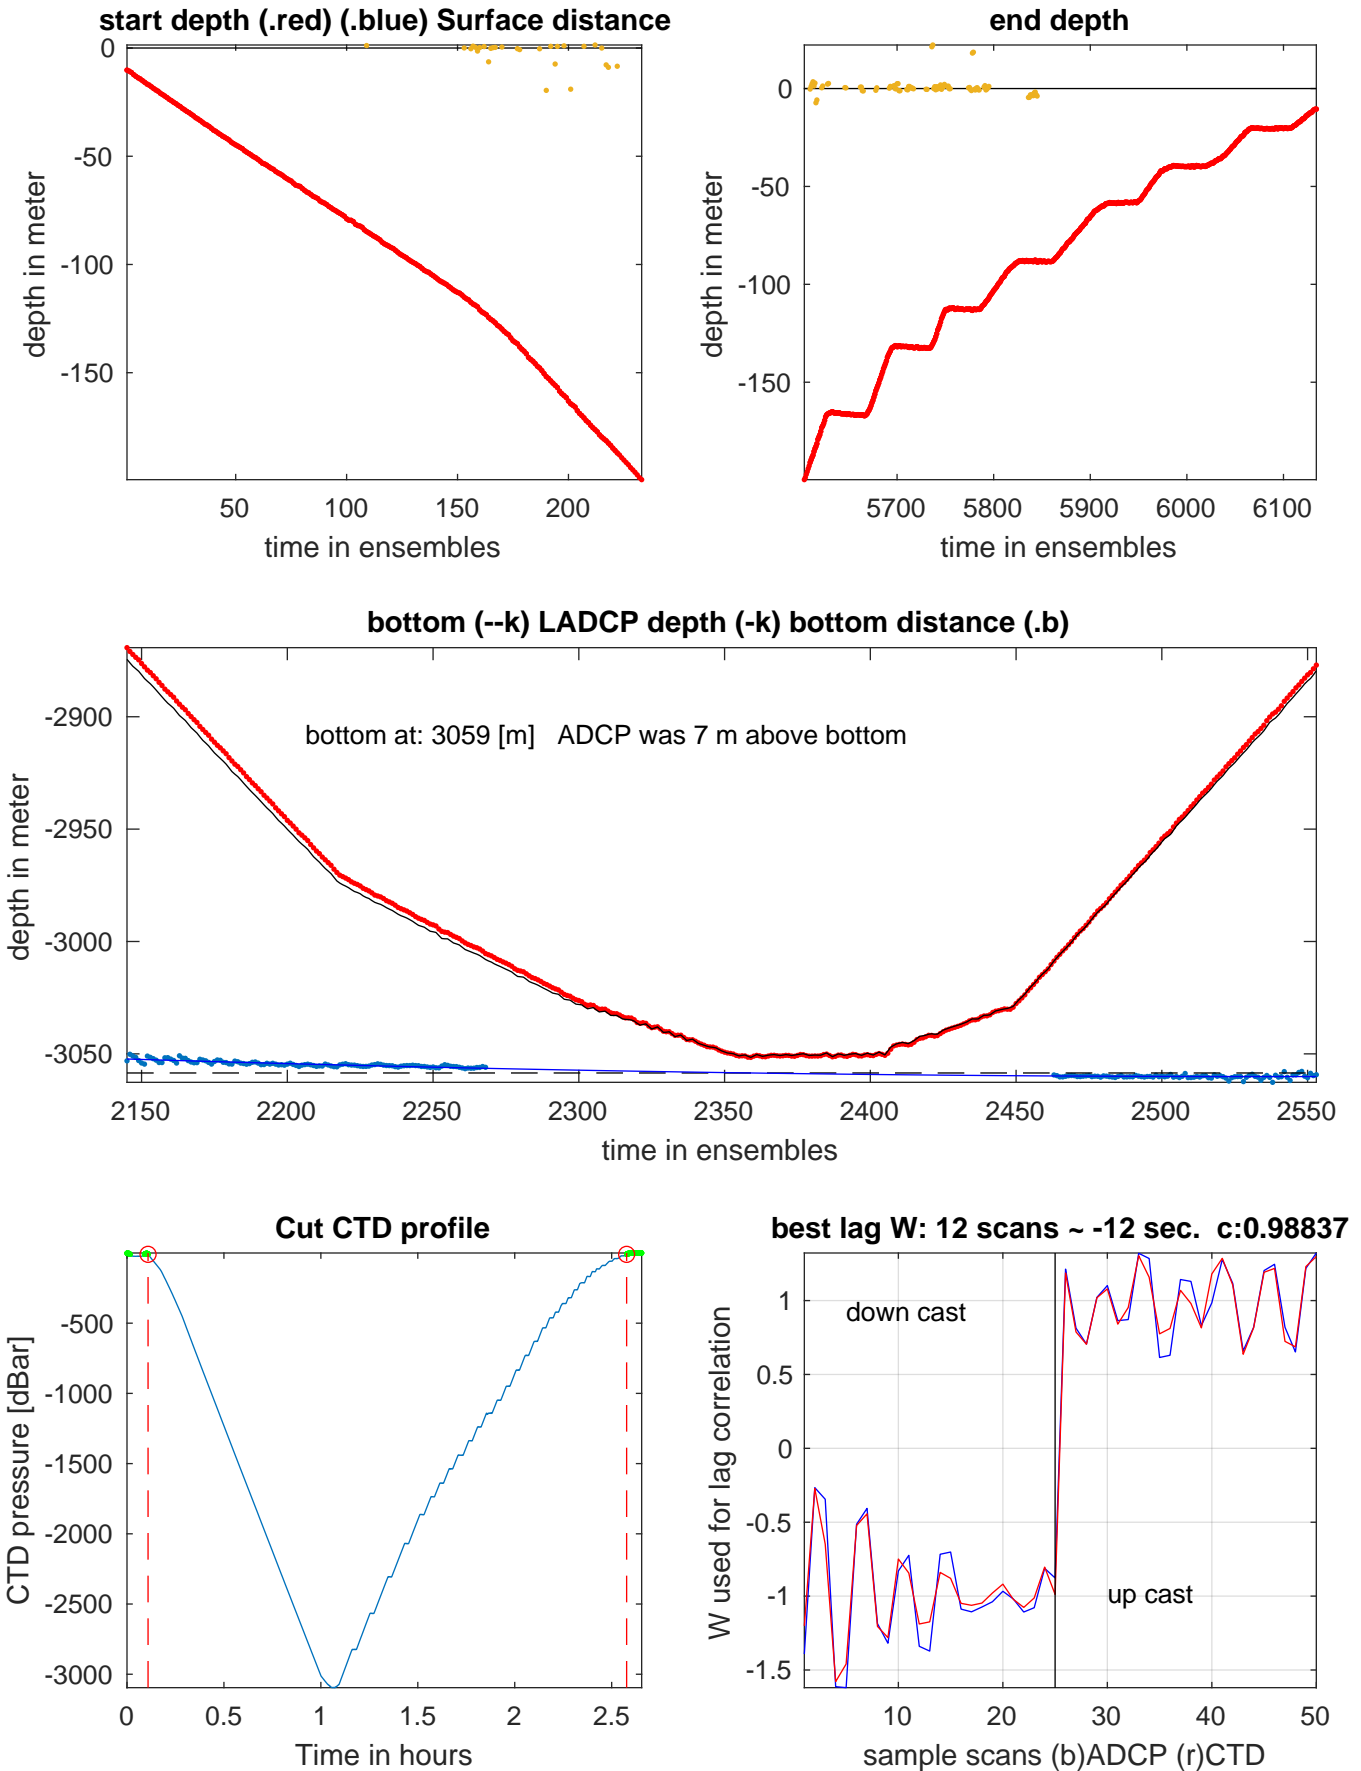 start depth (.red) (.blue) Surface distance
0
-50
-100
-150
depth in meter
50 100 150 200
time in ensembles
end depth
0
-50
-100
-150
depth in meter
5700 5800 5900 6000 6100
time in ensembles
bottom (--k) LADCP depth (-k) bottom distance (.b)
bottom at: 3059 [m] ADCP was 7 m above bottom
-2900
-2950
-3000
-3050
depth in meter
2150 2200 2250 2300 2350 2400 2450 2500 2550
time in ensembles
Cut CTD profile
-500
-1000
-1500
-2000
-2500
-3000
CTD pressure [dBar]
0 0.5 1 1.5 2 2.5
Time in hours
best lag W: 12 scans ~ -12 sec. c:0.98837
down cast
up cast
1
0.5
0
-0.5
-1
-1.5
W used for lag correlation
10 20 30 40 50
sample scans (b)ADCP (r)CTD